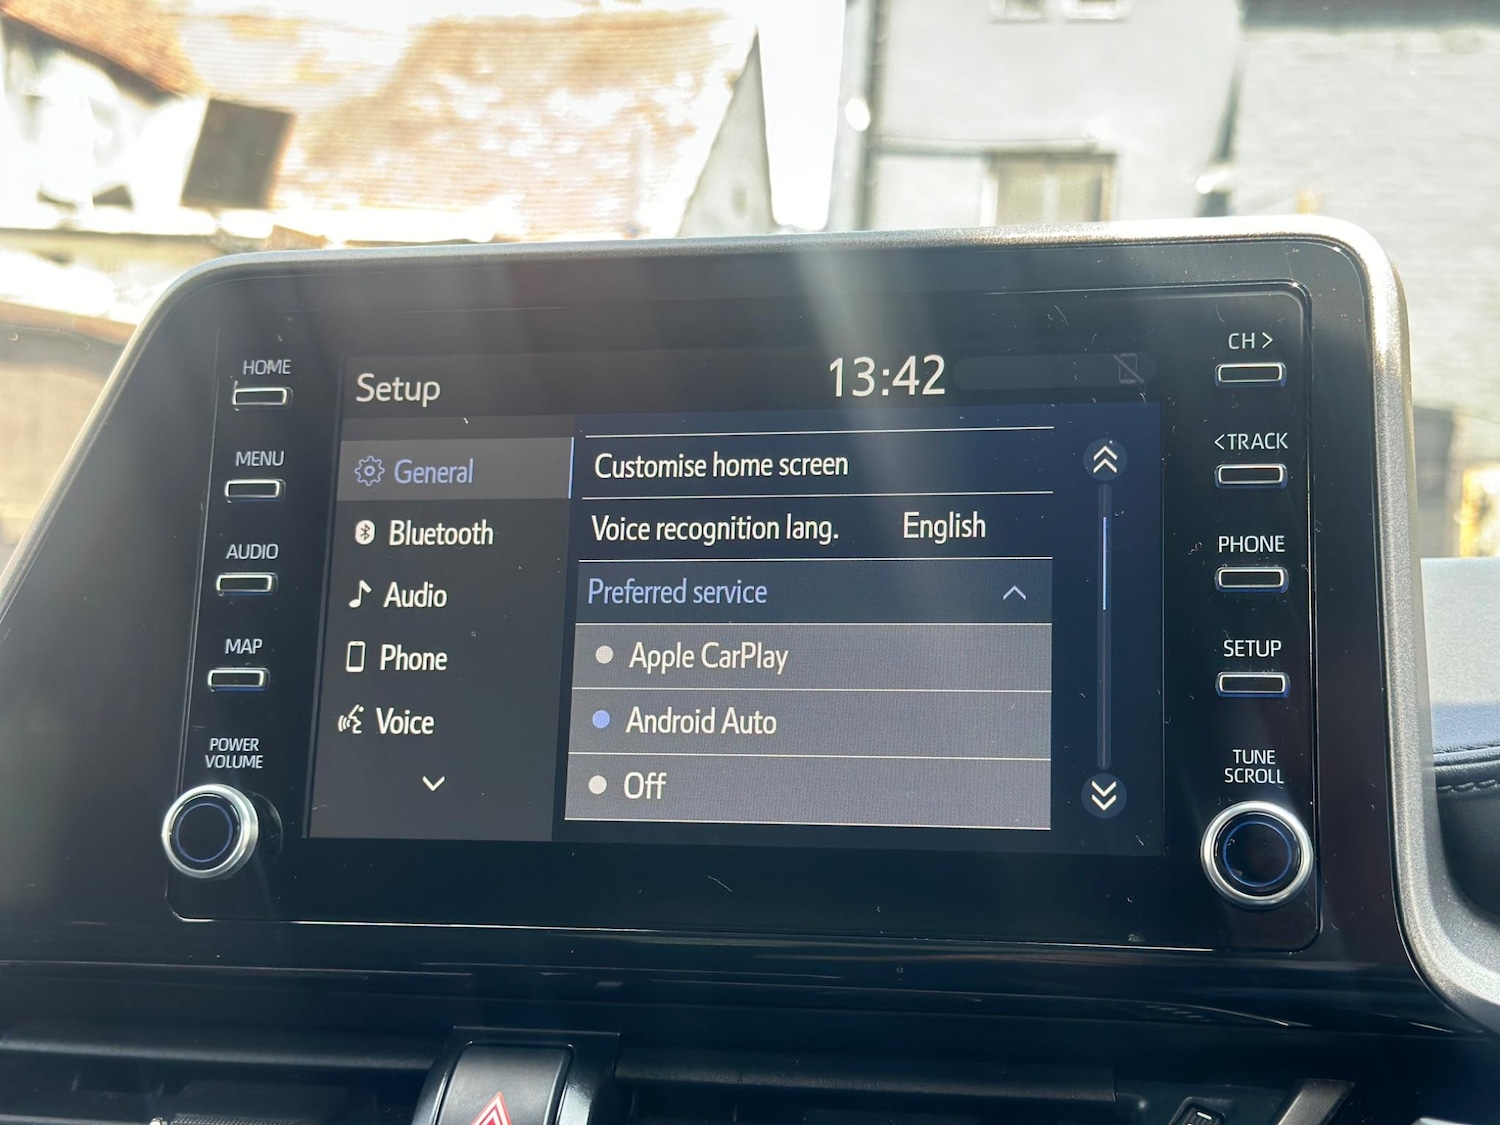 HOME
MENU
AUDIO
MAP
POWER
VOLUME
Setup
13:42
General
Bluetooth
Audio
Phone
Voice
Customise home screen
Voice recognition lang. English
Preferred service
Apple CarPlay
Android Auto
Off
CH >
<TRACK
PHONE
SETUP
TUNE
SCROLL